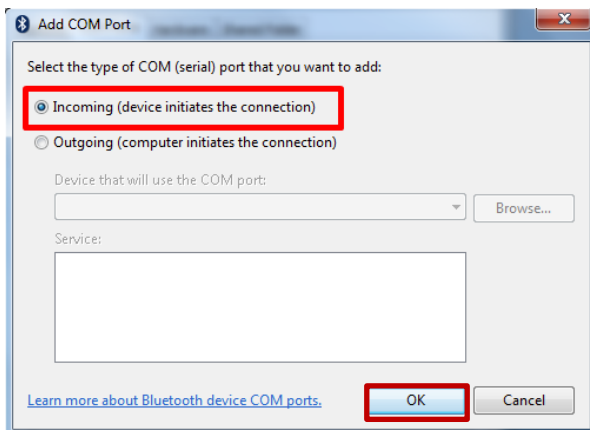 Add COM Port
Select the type of COM (serial) port that you want to add:
Incoming (device initiates the connection)
Outgoing (computer initiates the connection)
Device that will use the COM port:
Browse...
Service:
Learn more about Bluetooth device COM ports.
OK
Cancel